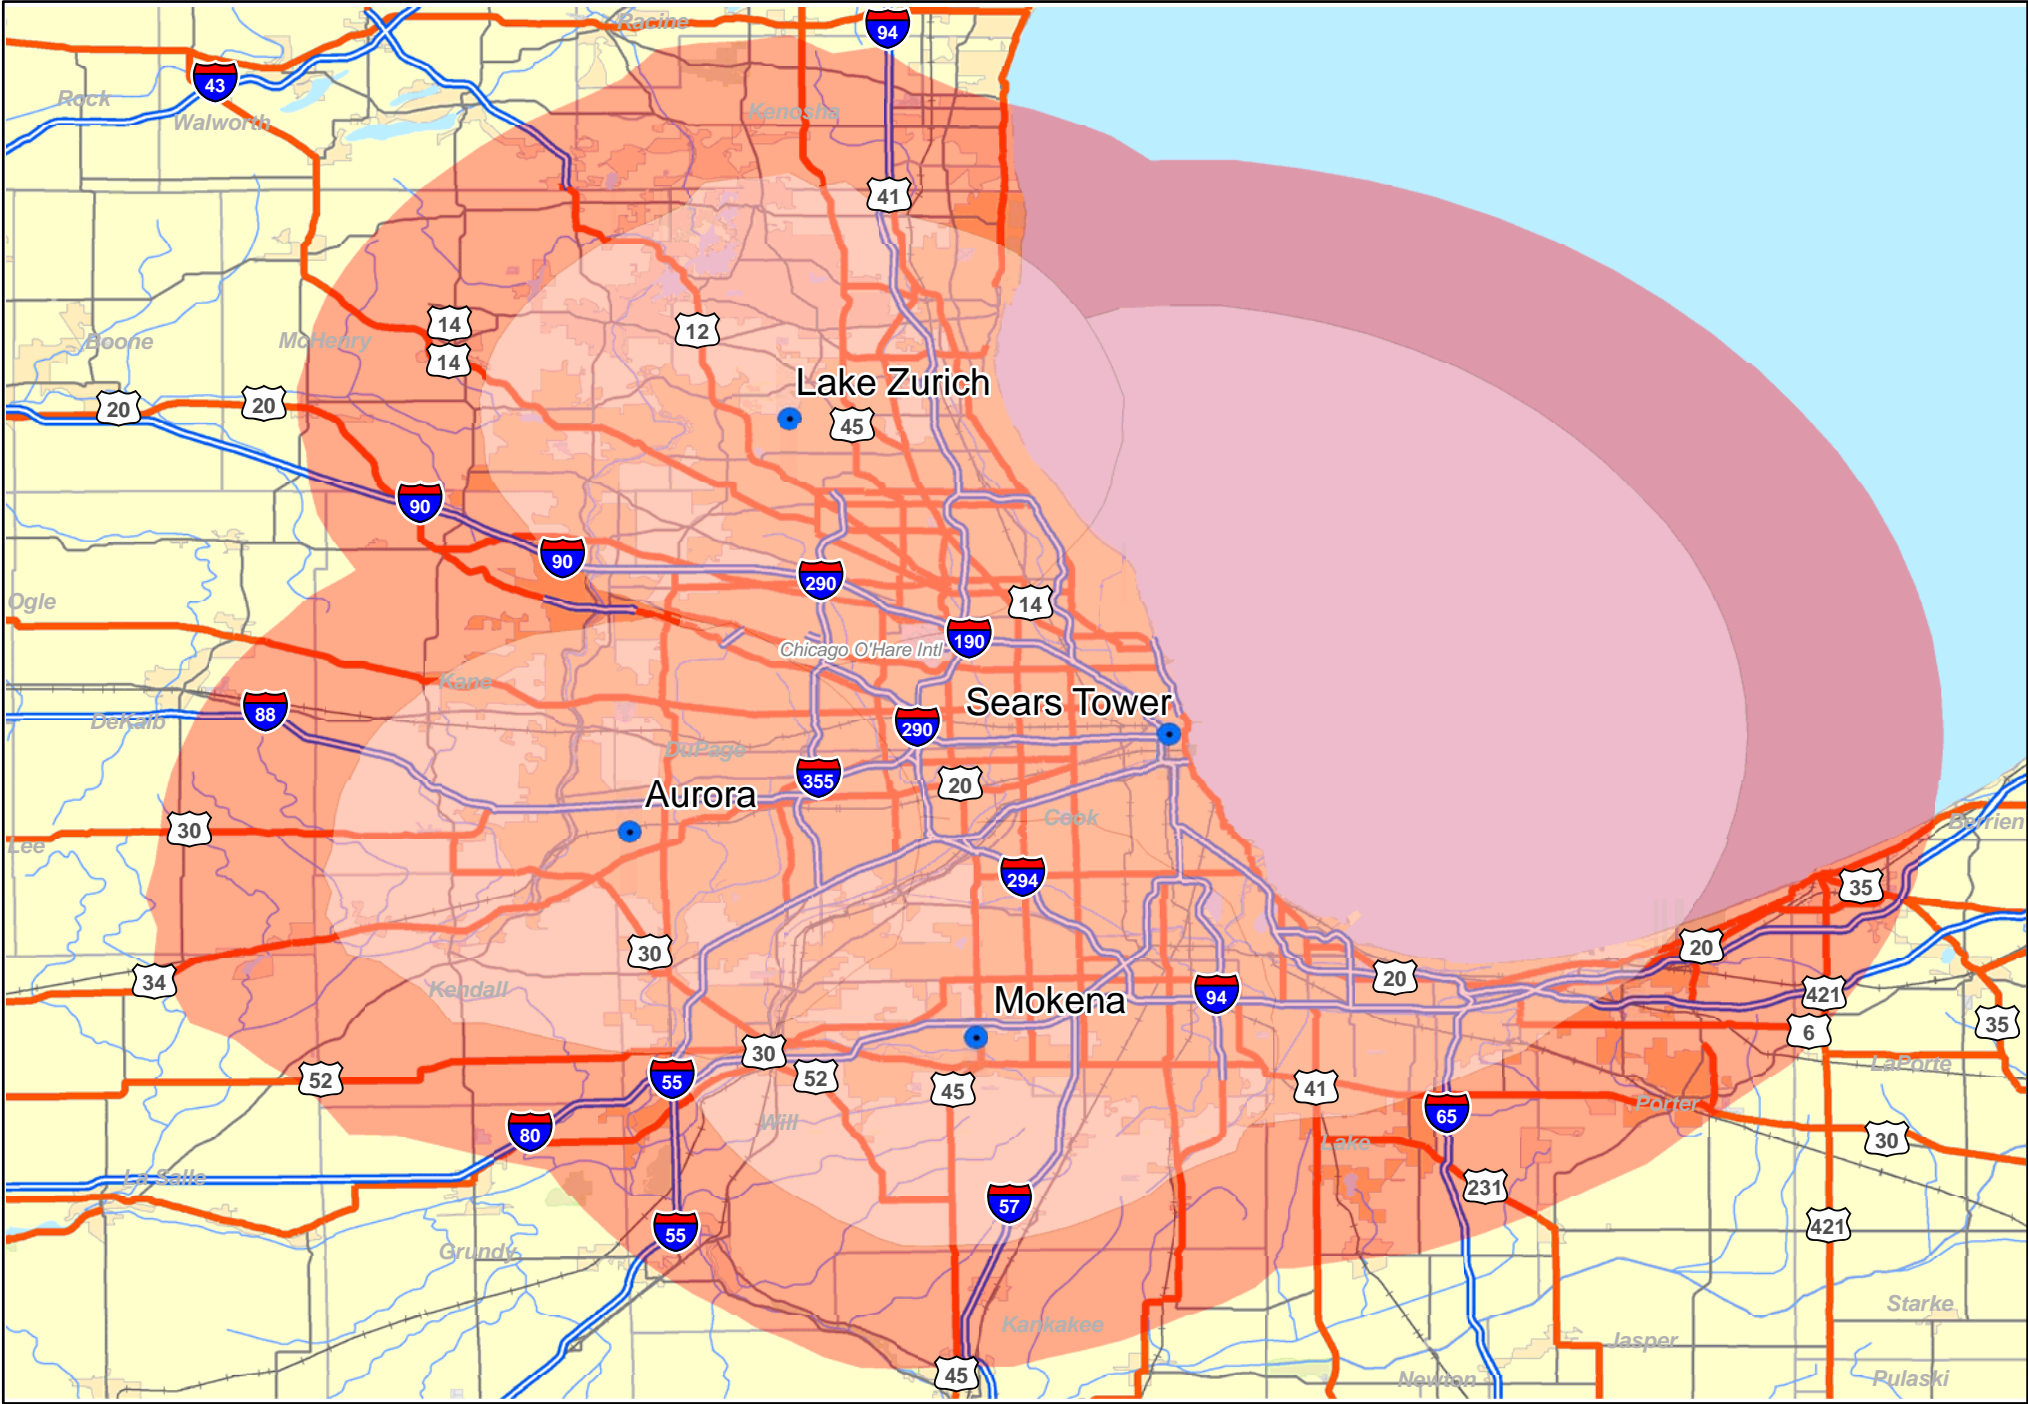 Racine
94
43
Rock
Walworth
Kenosha
41
14
12
Boone
McHenry
14
Lake Zurich
20
20
45
90
90
290
Ogle
14
190
Chicago O'Hare Intl
Kane
Sears Tower
88
DeKalb
290
DuPage
355
20
Aurora
Cook
Berrien
30
Lee
294
35
30
20
34
Kendall
94
20
421
Mokena
35
6
30
52
LaPorte
55
52
45
41
Porter
65
Will
80
Lake
30
La Salle
231
57
55
421
Grundy
Starke
Kankakee
Jasper
45
Newton
Pulaski